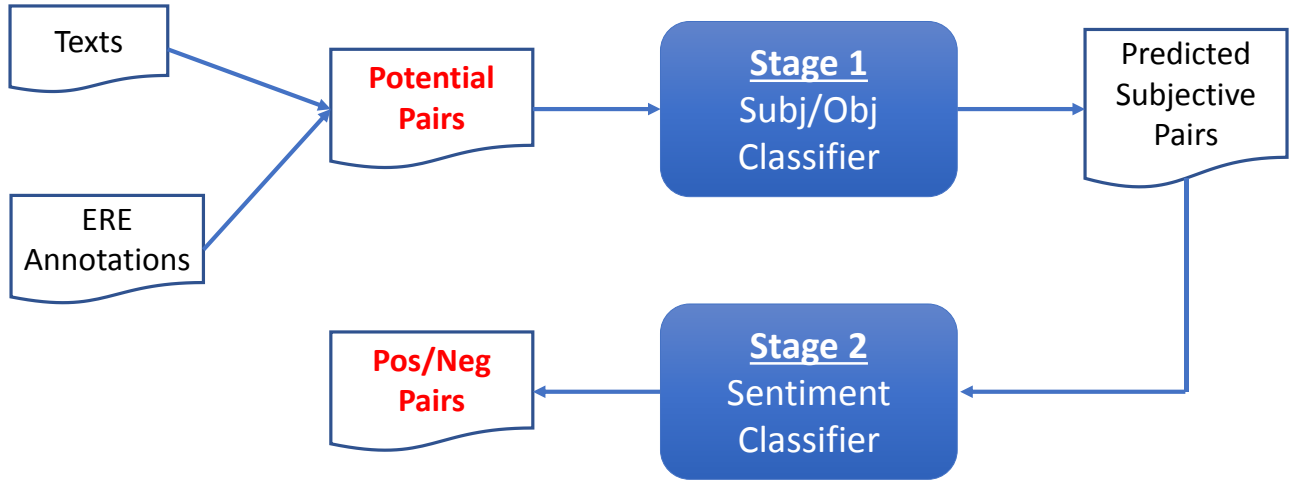 Texts
ERE
Annotations
Potential
Pairs
Stage 1
Subj/Obj
Classifier
Predicted
Subjective
Pairs
Stage 2
Sentiment
Classifier
Pos/Neg
Pairs